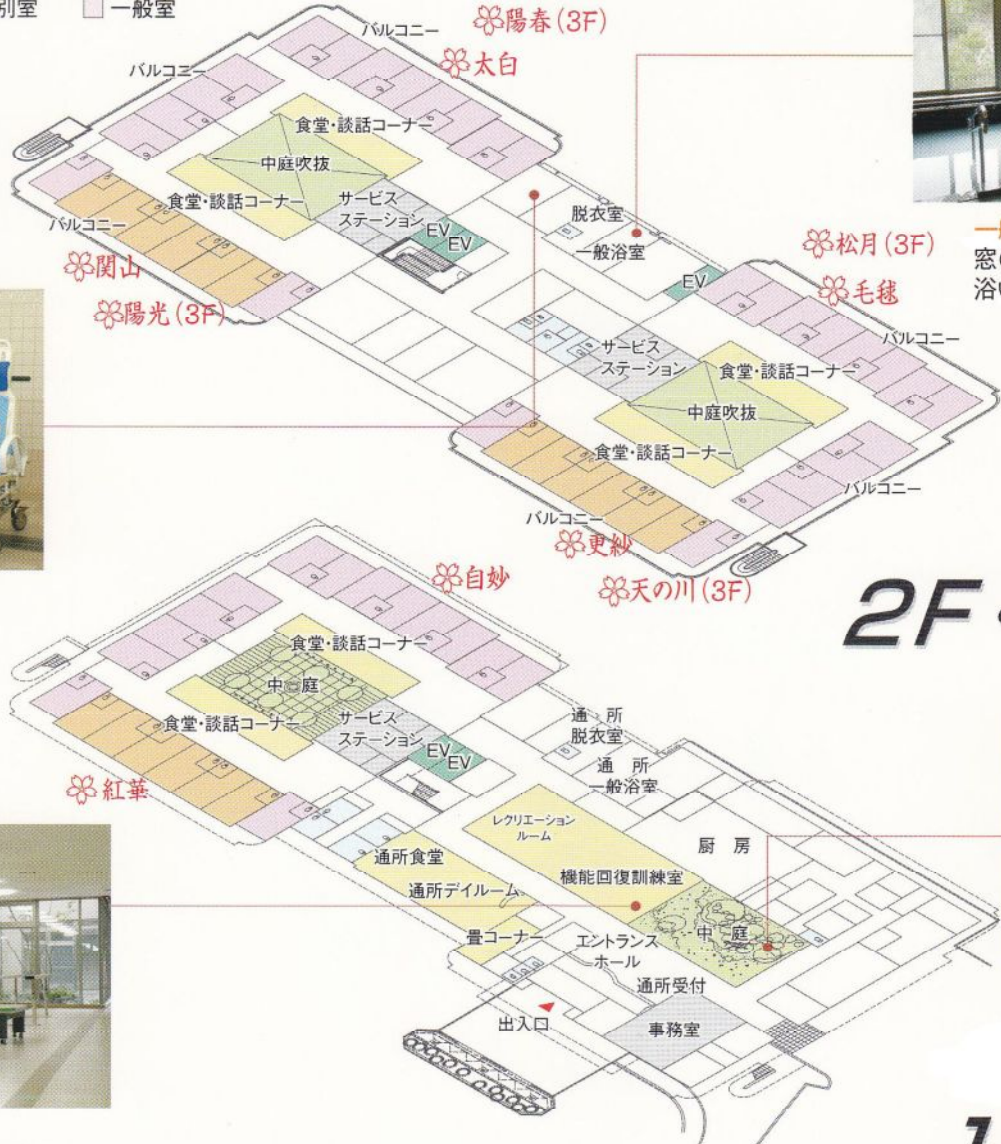 別室 一般室
陽春(3F)
太白
バルコニー
バルコニー
食堂・談話コーナー
中庭吹抜
食堂・談話コーナー
サービス
ステーション
EV
EV
バルコニー
関山
陽光(3F)
脱衣室
一般浴室
EV
松月(3F)
毛毬
バルコニー
サービス
ステーション
食堂・談話コーナー
中庭吹抜
食堂・談話コーナー
バルコニー
バルコニー
更紗
天の川(3F)
窓
浴
2F
自妙
食堂・談話コーナー
中庭
食堂・談話コーナー
サービス
ステーション
EV
EV
紅華
通所
脱衣室
通所
一般浴室
レクリエーション
ルーム
厨房
通所食堂
通所デイルーム
機能回復訓練室
中庭
畳コーナー
エントランス
ホール
通所受付
出入口
事務室
1